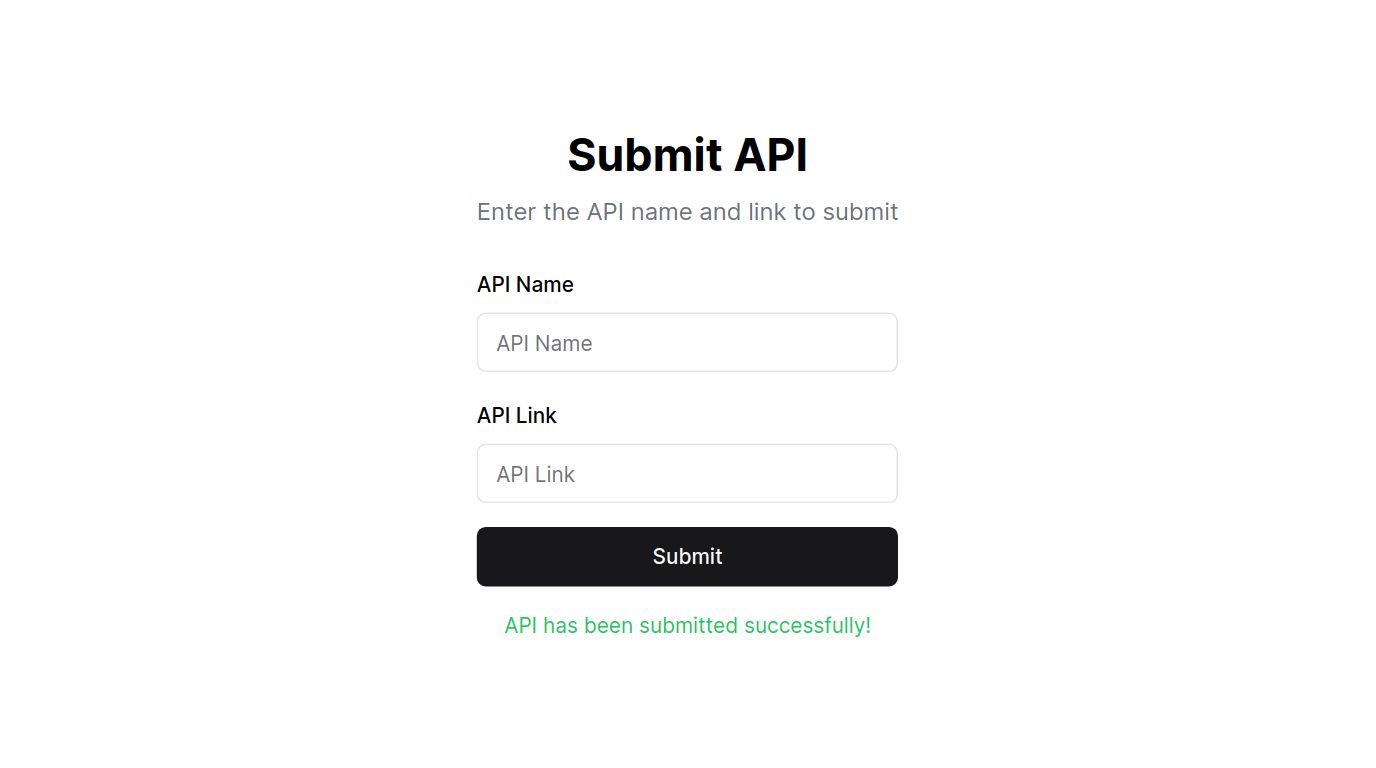 Submit API
Enter the API name and link to submit
API Name
API Name
API Link
API Link
Submit
API has been submitted successfully!